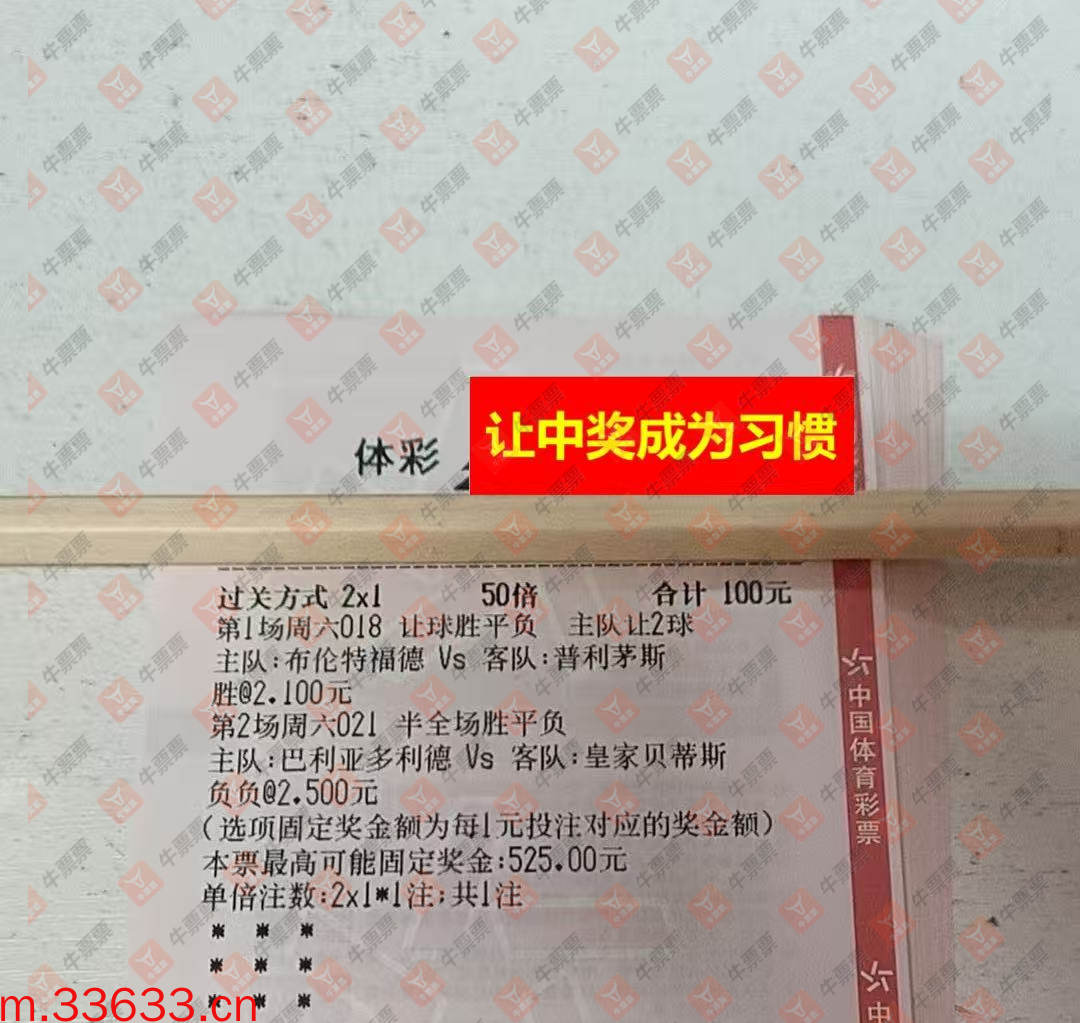 体彩
让中奖成为习惯
过关方式 2x1 50倍 合计 100元
第1场周六018 让球胜平负 主队让2球
主队:布伦特福德 Vs 客队:普利茅斯
胜@2.100元
第2场周六021 半全场胜平负
主队:巴利亚多利德 Vs 客队:皇家贝蒂斯
负负@2.500元
(选项固定奖金额为每1元投注对应的奖金额)
本票最高可能固定奖金:525.00元
单倍注数:2x1*1注;共1注
* * *
* * *
* * *
中国体育彩票
中
m.33633.cn
牛票票